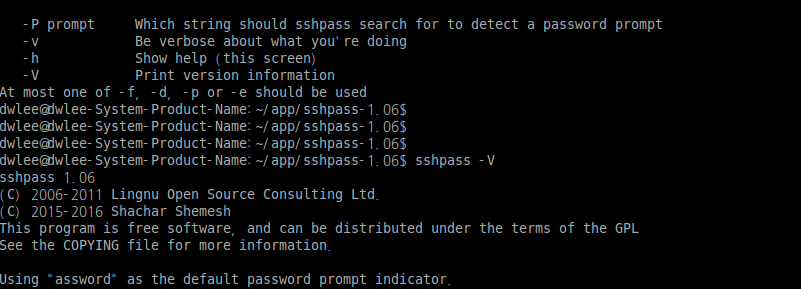 -P prompt Which string should sshpass search for to detect a password prompt
-v Be verbose about what you're doing
-h Show help (this screen)
-V Print version information
At most one of -f, -d, -p or -e should be used
dwlee@dwlee-System-Product-Name:~/app/sshpass-1.06$
dwlee@dwlee-System-Product-Name:~/app/sshpass-1.06$
dwlee@dwlee-System-Product-Name:~/app/sshpass-1.06$
dwlee@dwlee-System-Product-Name:~/app/sshpass-1.06$ sshpass -V
sshpass 1.06
(C) 2006-2011 Lingnu Open Source Consulting Ltd.
(C) 2015-2016 Shachar Shemesh
This program is free software, and can be distributed under the terms of the GPL
See the COPYING file for more information.
Using "assword" as the default password prompt indicator.